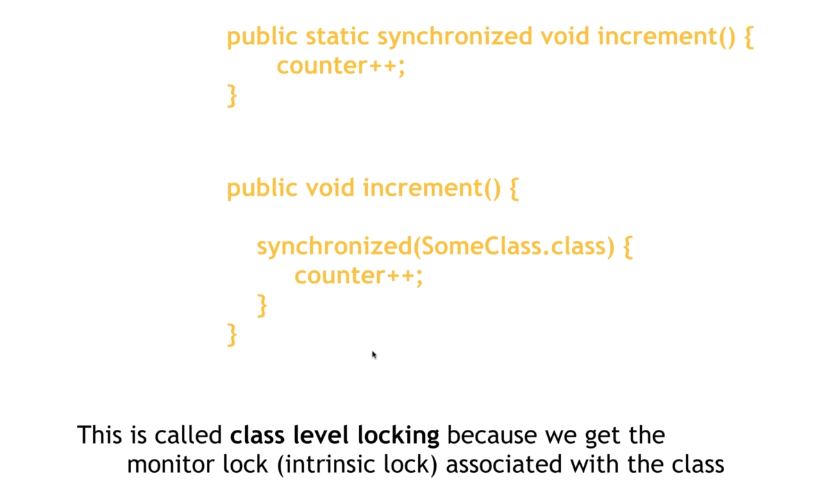 public static synchronized void increment() {
counter++;
}
public void increment() {
synchronized(SomeClass.class) {
counter++;
}
}
This is called class level locking because we get the
monitor lock (intrinsic lock) associated with the class